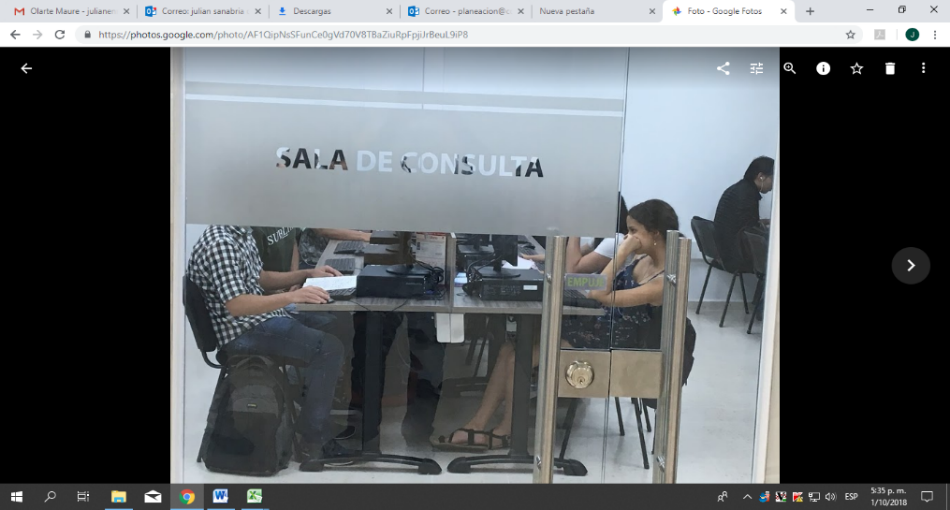 Olarte Maure - julianem
Correo: julian sanabria
Descargas
Correo - planeacion@
Nueva pestaña
Foto - Google Fotos
https://photos.google.com/photo/AF1QipNsSFunCe0gVd70V8TBaZiuRpFpjiJrBeuL9iP8
SALA DE CONSULTA
EMPUJE
ESP
5:35 p. m.
1/10/2018